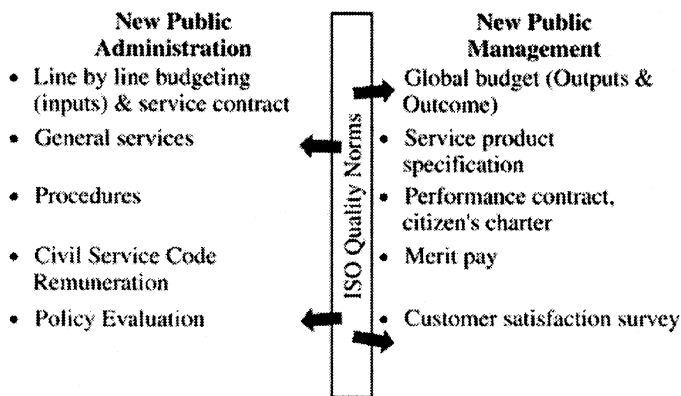 New Public
Administration
• Line by line budgeting
(inputs) & service contract
• General services
• Procedures
• Civil Service Code
Remuneration
• Policy Evaluation
ISO Quality Norms
New Public
Management
Global budget (Outputs &
Outcome)
• Service product
specification
• Performance contract,
citizen's charter
• Merit pay
• Customer satisfaction survey